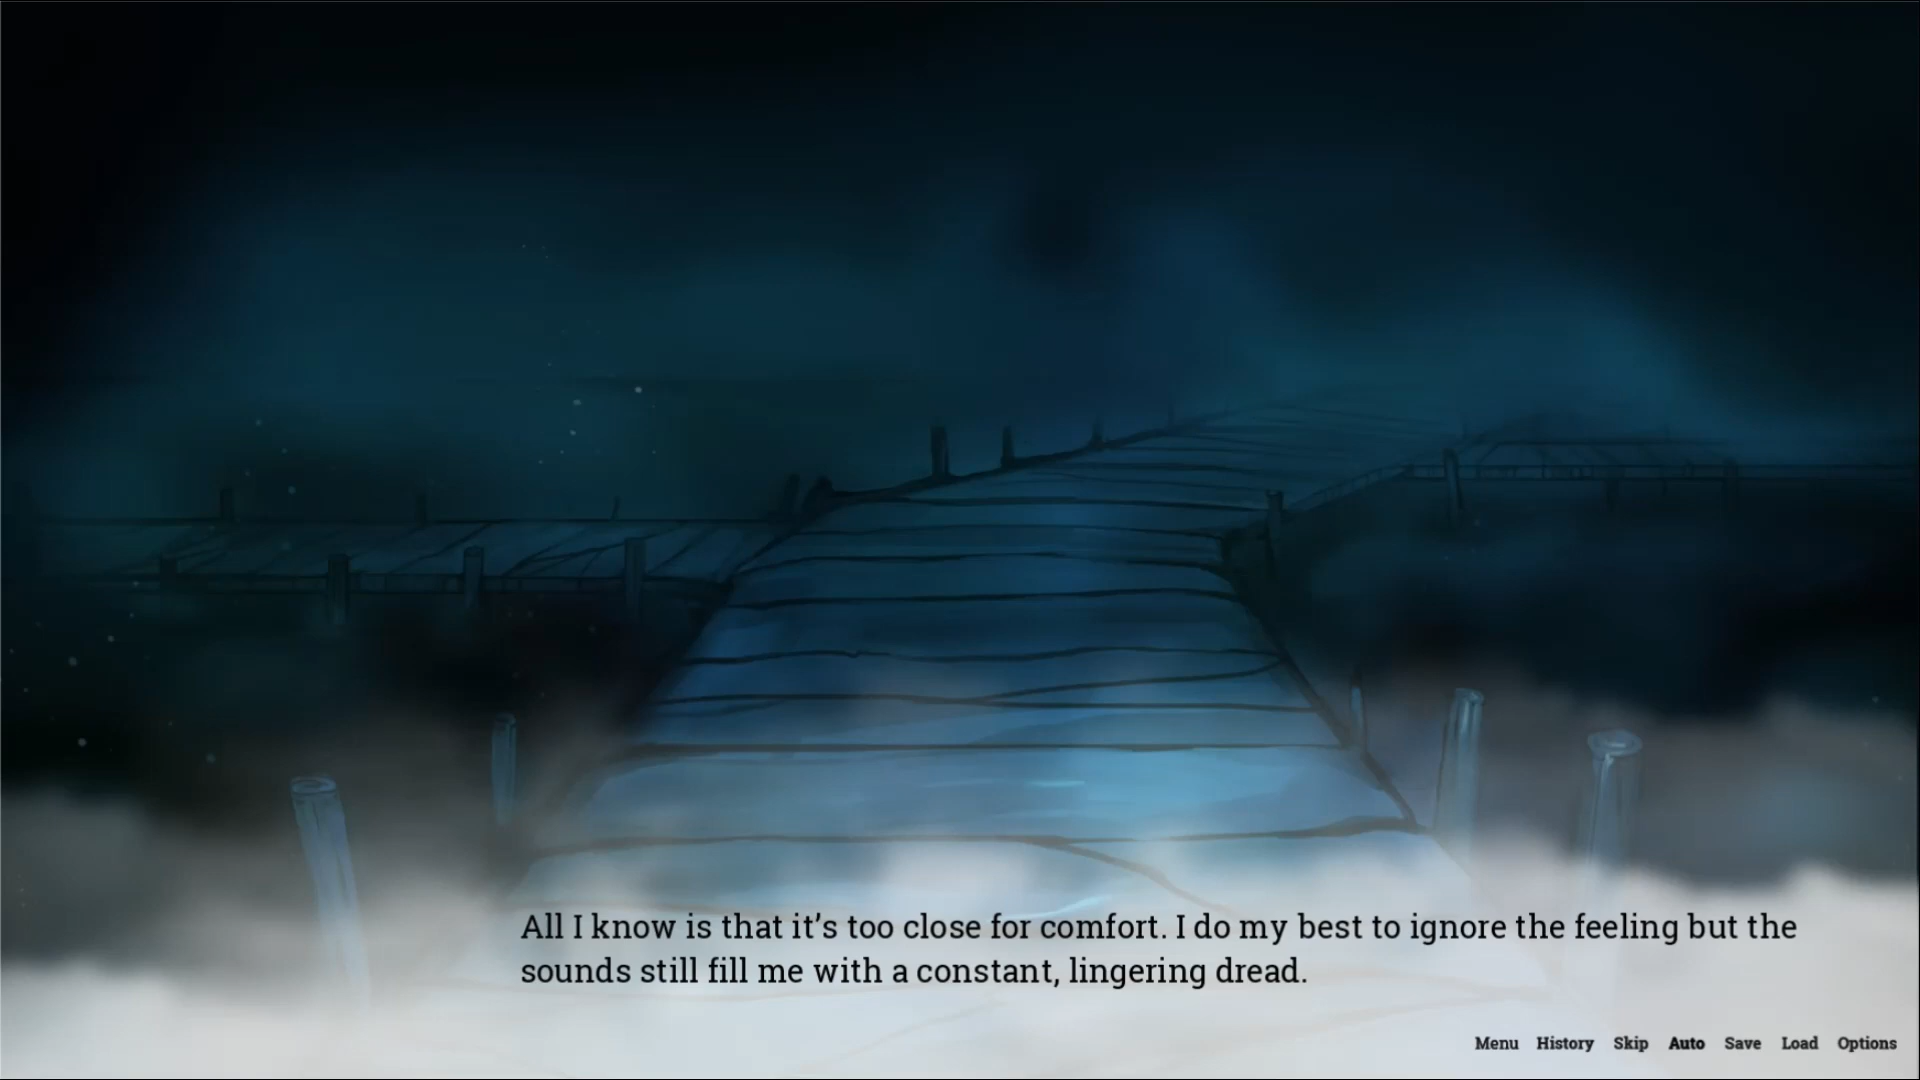 All I know is that it’s too close for comfort. I do my best to ignore the feeling but the
sounds still fill me with a constant, lingering dread.
Menu History Skip Auto Save Load Options